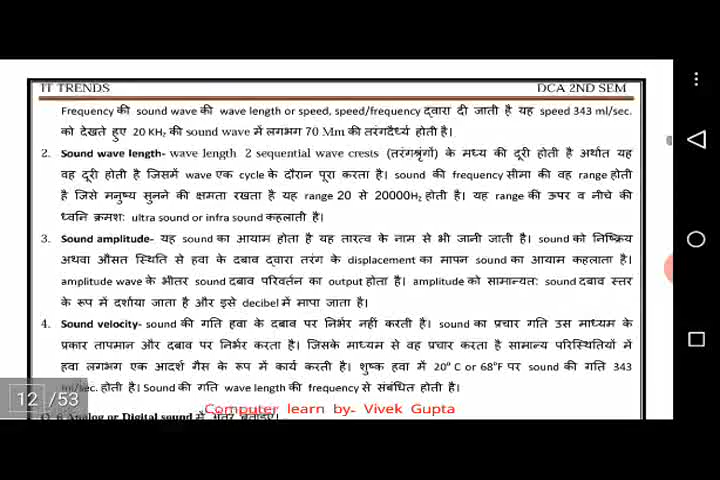 IT TRENDS DCA 2ND SEM
Frequency की sound wave की wave length or speed, speed/frequency द्वारा दी जाती है यह speed 343 ml/sec.
को देखते हुए 20 KHz की sound wave में लगभग 70 Mm की तरंगदैर्ध्य होती है।
2. Sound wave length- wave length 2 sequential wave crests (तरंगश्रृंगों) के मध्य की दूरी होती है अर्थात यह
वह दूरी होती है जिसमें wave एक cycle के दौरान पूरा करता है। sound की frequency सीमा की वह range होती
है जिसे मनुष्य सुनने की क्षमता रखता है यह range 20 से 20000Hz होती है। यह range की ऊपर व नीचे की
ध्वनि क्रमश: ultra sound or infra sound कहलाती है।
3. Sound amplitude- यह sound का आयाम होता है यह तारत्व के नाम से भी जानी जाती है। sound को निष्क्रिय
अथवा औसत स्थिति से हवा के दबाव द्वारा तरंग के displacement का मापन sound का आयाम कहलाता है।
amplitude wave के भीतर sound दबाव परिवर्तन का output होता है। amplitude को सामान्यत: sound दबाव स्तर
के रूप में दर्शाया जाता है और इसे decibel में मापा जाता है।
4. Sound velocity- sound की गति हवा के दबाव पर निर्भर नहीं करती है। sound का प्रचार गति उस माध्यम के
प्रकार तापमान और दबाव पर निर्भर करता है। जिसके माध्यम से वह प्रचार करता है सामान्य परिस्थितियों में
हवा लगभग एक आदर्श गैस के रूप में कार्य करती है। शुष्क हवा में 20° C or 68°F पर sound की गति 343
ml/sec. होती है। Sound की गति wave length की frequency से संबंधित होती है।
12 /53
Computer learn by- Vivek Gupta
Q. 6 Analog or Digital sound में अंतर बताइए।